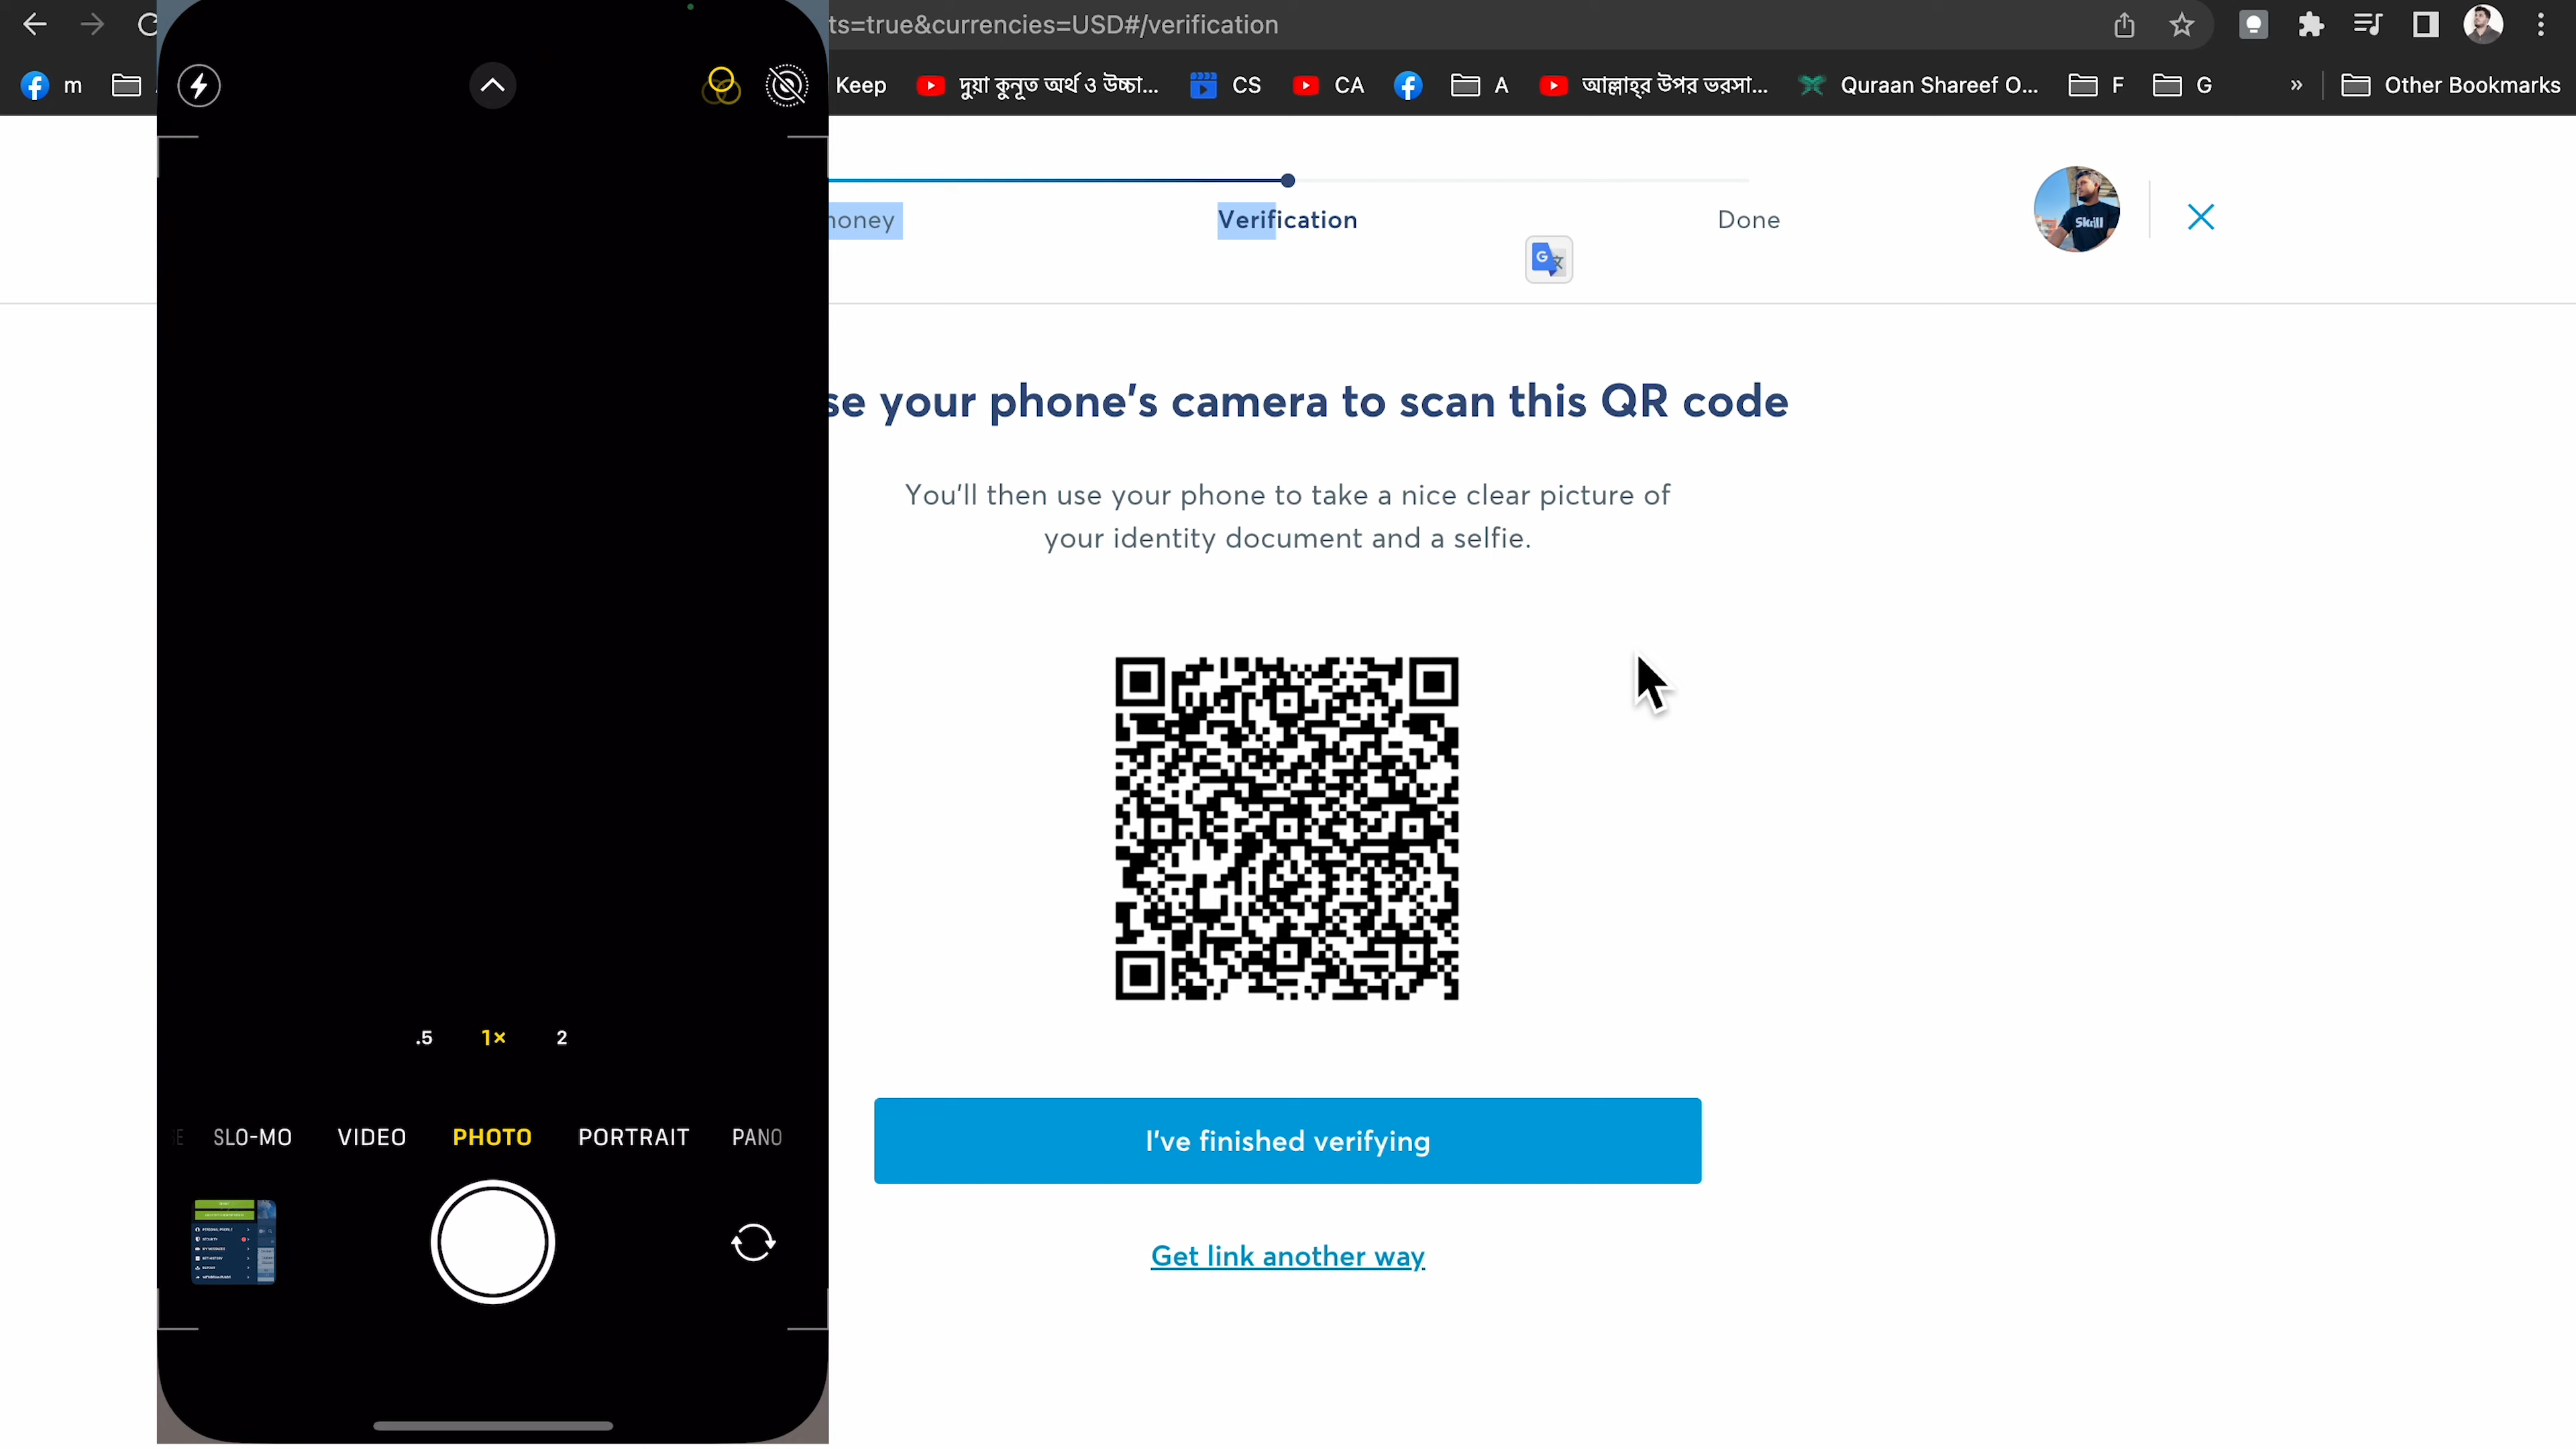 ts=true&currencies=USD#/verification
m
Keep
দুয়া কুনূত অর্থ ও উচ্চা...
CS
CA
A
আল্লাহ্র উপর ভরসা...
Quraan Shareef O...
F
G
»
Other Bookmarks
money
Verification
Done
Skrill
se your phone's camera to scan this QR code
You'll then use your phone to take a nice clear picture of
your identity document and a selfie.
.5 1× 2
SLO-MO VIDEO PHOTO PORTRAIT PANO
I've finished verifying
Get link another way